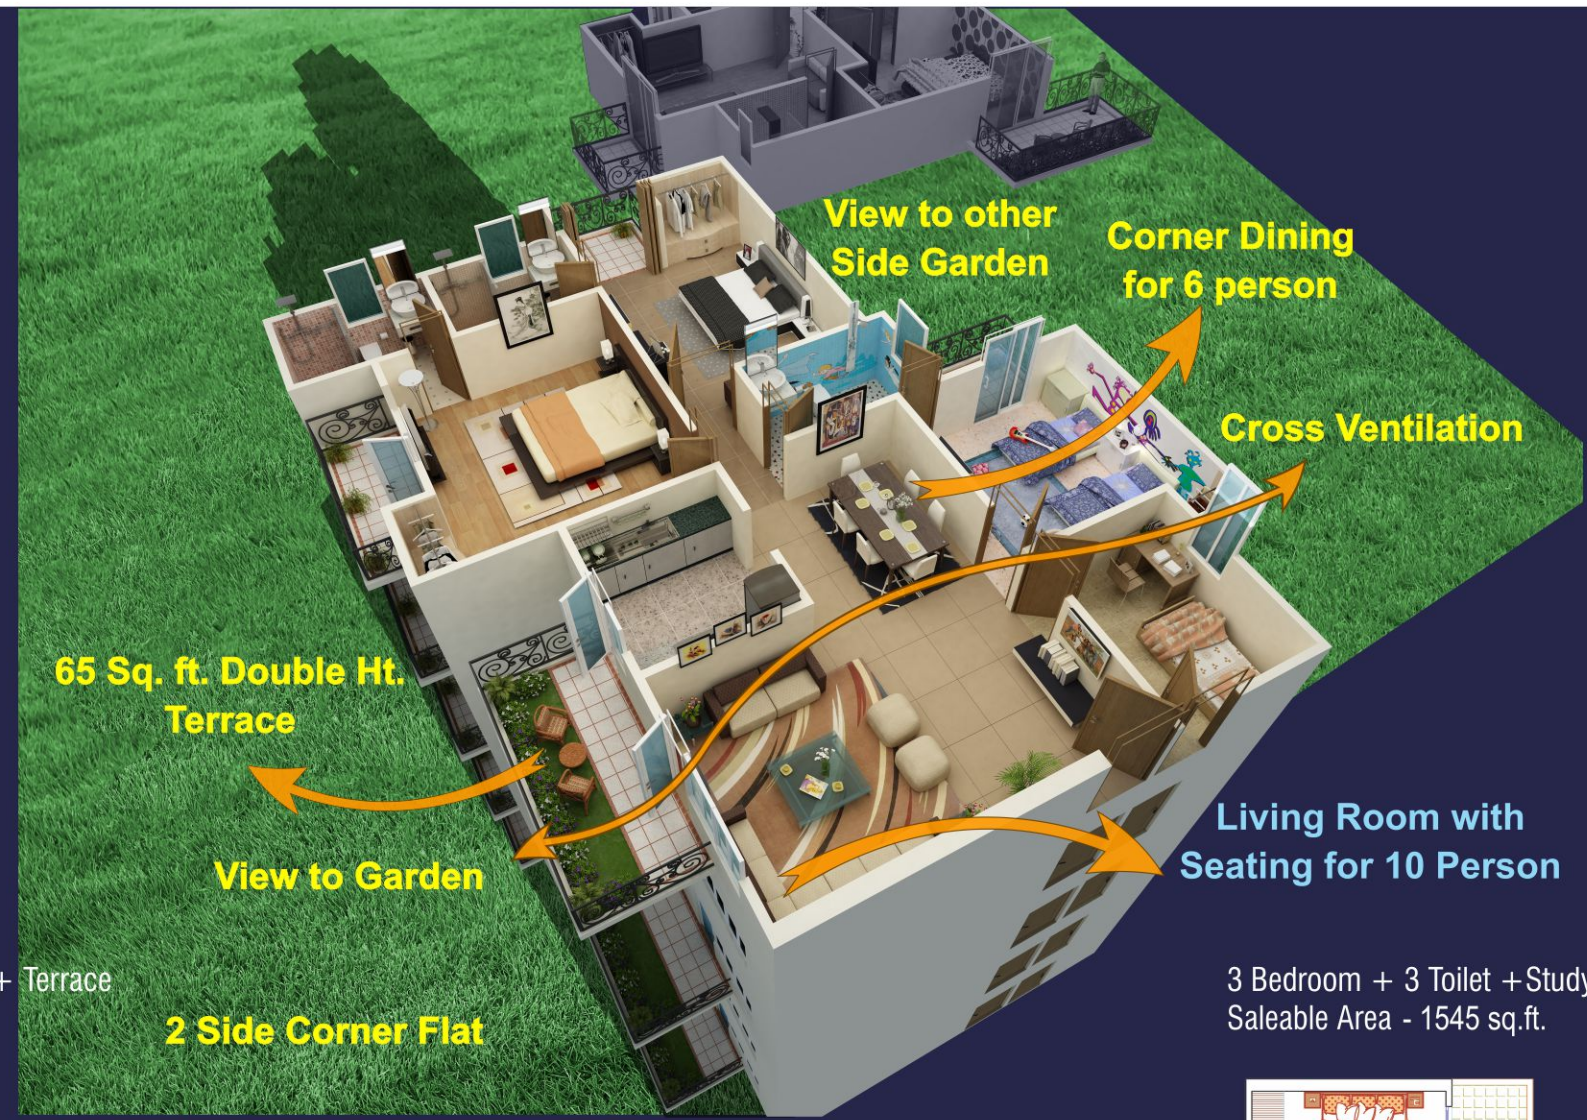 View to other
Side Garden
Corner Dining
for 6 person
Cross Ventilation
65 Sq. ft. Double Ht.
Terrace
View to Garden
Living Room with
Seating for 10 Person
+ Terrace
2 Side Corner Flat
3 Bedroom + 3 Toilet +Study
Saleable Area - 1545 sq.ft.